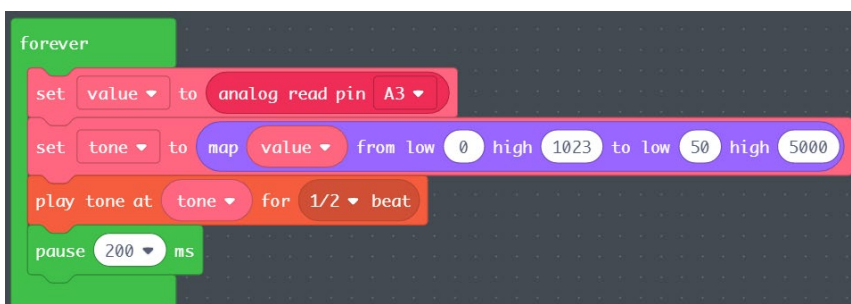 forever
set value to analog read pin A3
set tone to map value from low 0 high 1023 to low 50 high 5000
play tone at tone for 1/2 beat
pause 200 ms